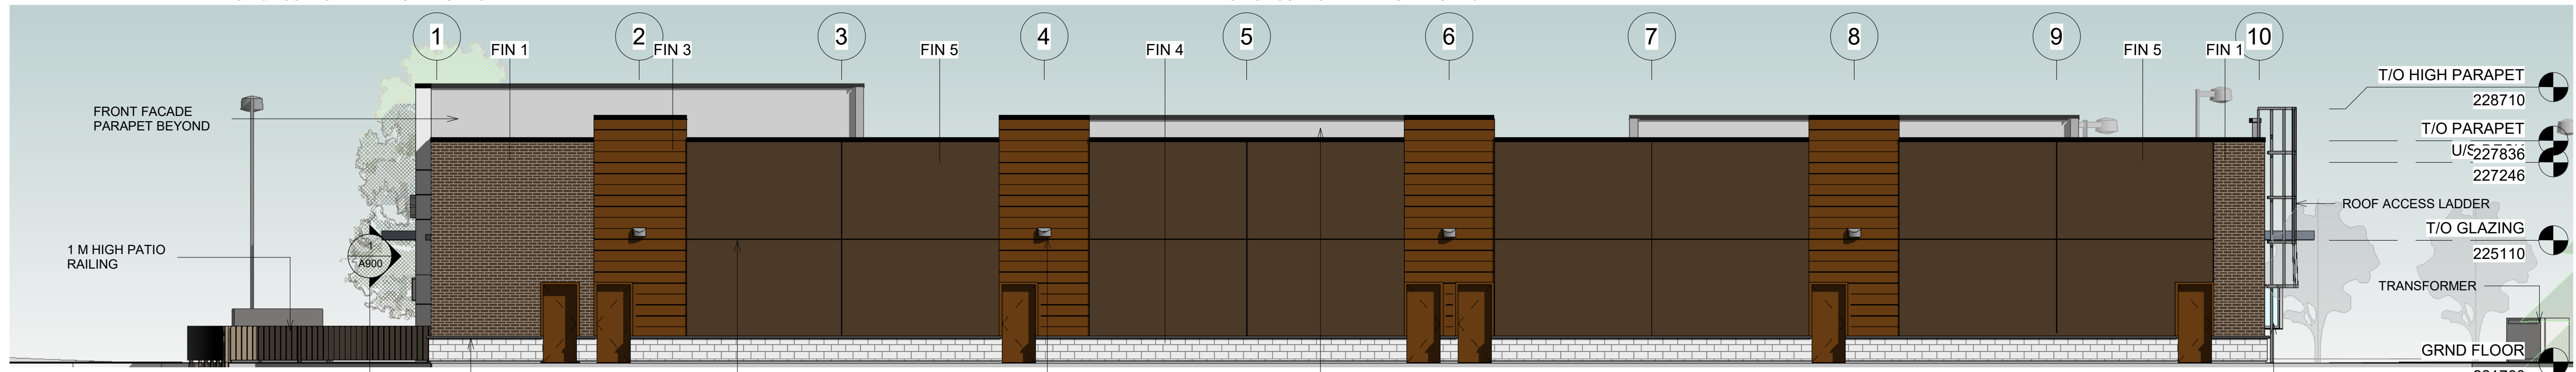 1
2
3
4
5
6
7
8
9
10
FIN 1
FIN 3
FIN 5
FIN 4
FIN 5
FIN 1
FRONT FACADE
PARAPET BEYOND
1 M HIGH PATIO
RAILING
1
A900
T/O HIGH PARAPET
228710
T/O PARAPET
227836
U/S
227246
ROOF ACCESS LADDER
T/O GLAZING
225110
TRANSFORMER
GRND FLOOR